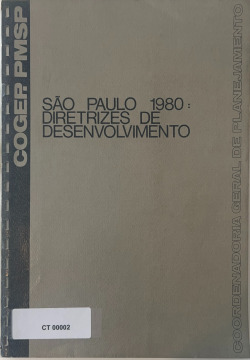 COGEP PMSP
SÃO PAULO 1980:
DIRETRIZES DE
DESENVOLVIMENTO
COORDENADORIA GERAL DE PLANEJAMENTO
CT 00002